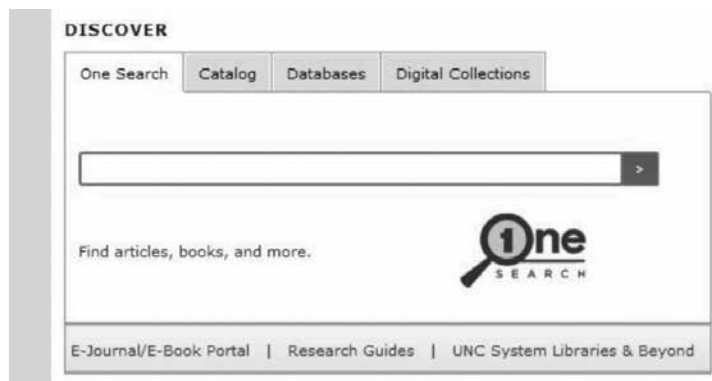 DISCOVER
One Search Catalog Databases Digital Collections
>
Find articles, books, and more.
1 One
SEARCH
E-Journal/E-Book Portal | Research Guides | UNC System Libraries & Beyond